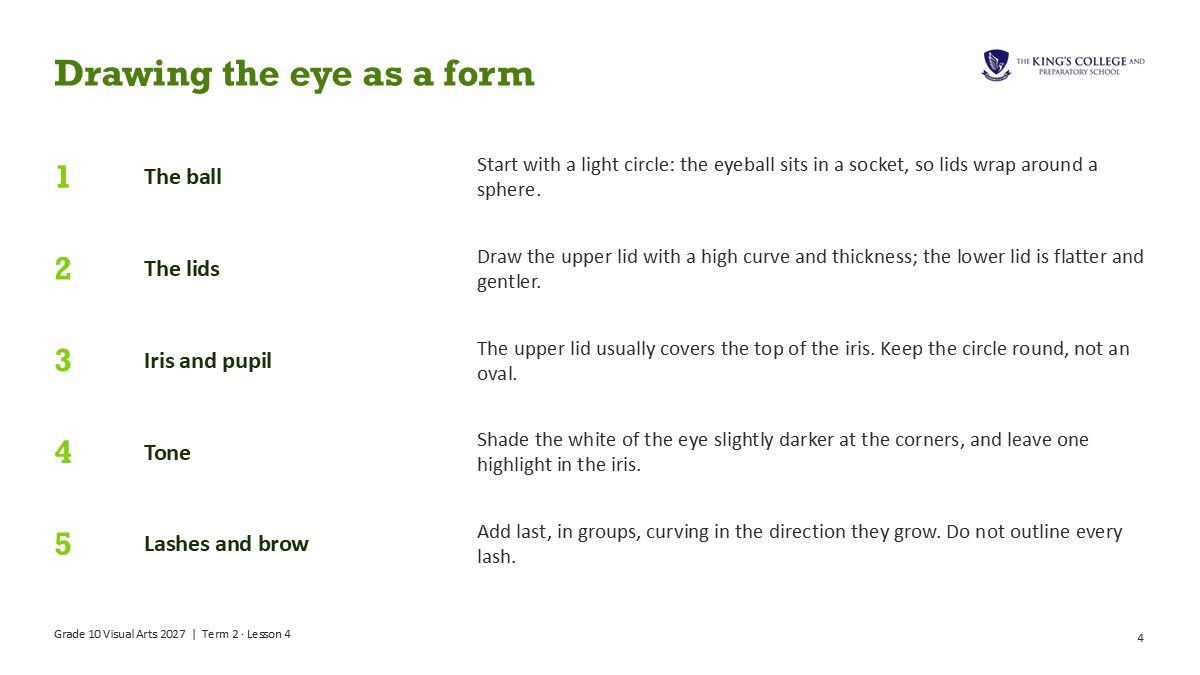 Drawing the eye as a form
THE KING'S COLLEGE AND
PREPARATORY SCHOOL
1
The ball
Start with a light circle: the eyeball sits in a socket, so lids wrap around a
sphere.
2
The lids
Draw the upper lid with a high curve and thickness; the lower lid is flatter and
gentler.
3
Iris and pupil
The upper lid usually covers the top of the iris. Keep the circle round, not an
oval.
4
Tone
Shade the white of the eye slightly darker at the corners, and leave one
highlight in the iris.
5
Lashes and brow
Add last, in groups, curving in the direction they grow. Do not outline every
lash.
Grade 10 Visual Arts 2027 | Term 2 · Lesson 4
4